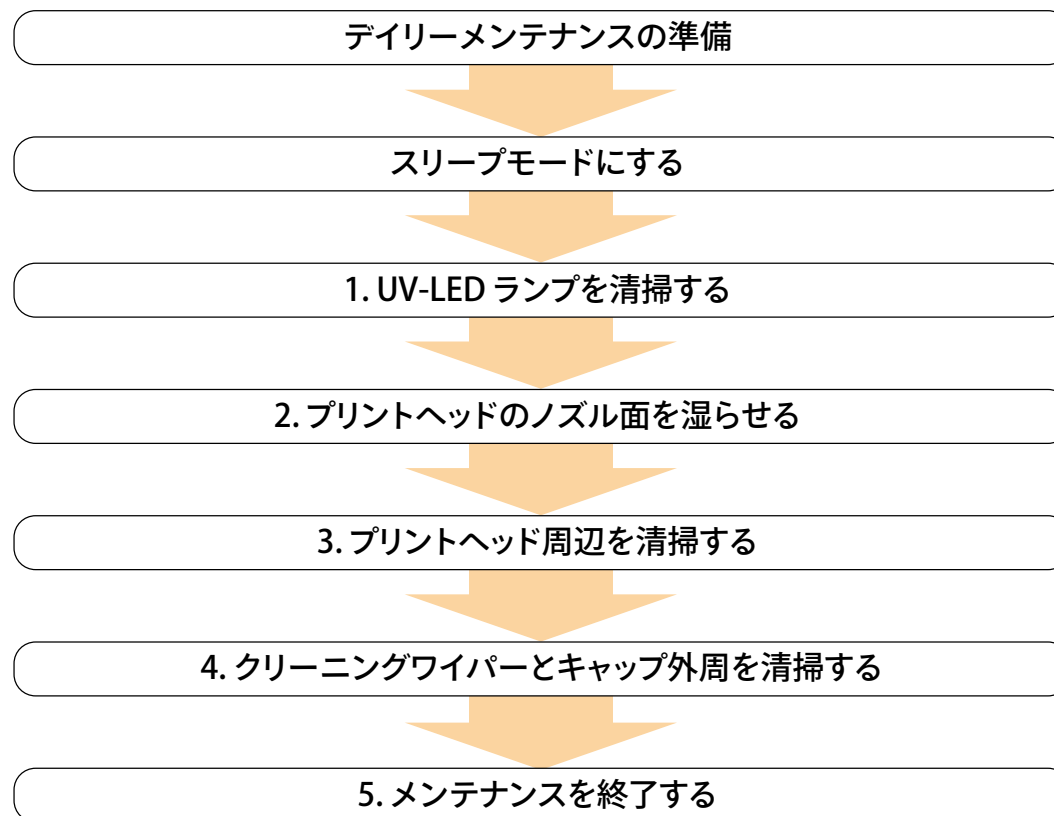 デイリーメンテナンスの準備
スリープモードにする
1. UV-LED ランプを清掃する
2. プリントヘッドのノズル面を湿らせる
3. プリントヘッド周辺を清掃する
4. クリーニングワイパーとキャップ外周を清掃する
5. メンテナンスを終了する